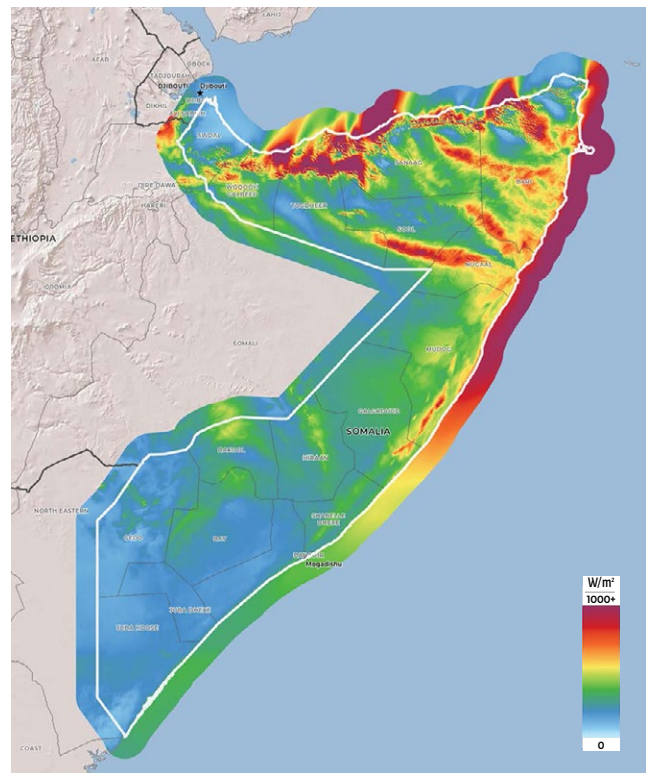 LAHIJ
AFAR
OBOCK
TADJOURAH
DJIBOUTI
Djibouti
DIKHIL
AWDAL
SANAAG
BARI
DIRE DAWA
WOQOOYI
GALBEED
TOGDHEER
HARERI
SOOL
ETHIOPIA
NUGAAL
OROMIA
SOMALI
MUDUG
GALGUDUUD
SOMALIA
BAKOOL
HIRAAN
NORTH EASTERN
SHABELLE
DHEXE
GEDO
BAY
Mogadishu
W/m²
1000+
JUBA DHEXE
JUBA HOOSE
0
COAST